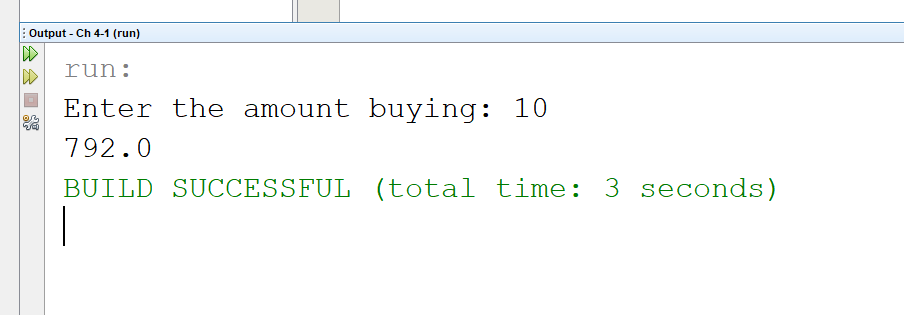 Output - Ch 4-1 (run)
run:
Enter the amount buying: 10
792.0
BUILD SUCCESSFUL (total time: 3 seconds)